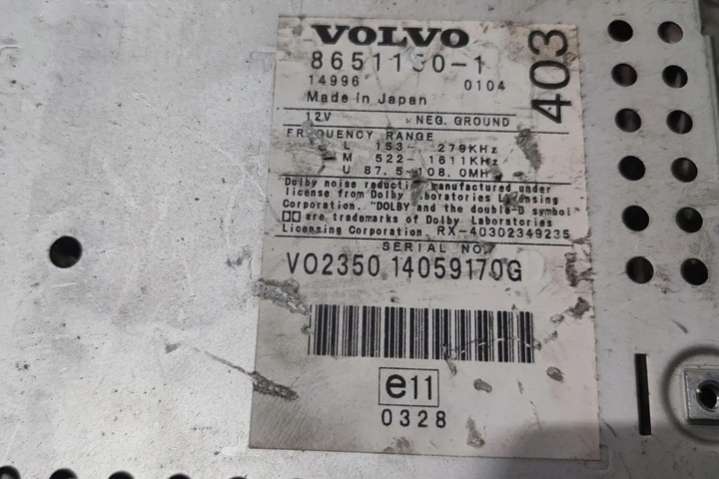 VOLVO
403
14996 0104
Made in Japan
12V NEG. GROUND
FREQUENCY RANGE
L 153- 279KHz
M 522-1611KHz
U 87.5-108.0MHz
Dolby noise reduction manufactured under
license from Dolby Laboratories Licensing
Corporation. "DOLBY and the double-D symbol
are trademarks of Dolby Laboratories
Licensing Corporation. RX-40302349235
SERIAL NO.
VO2350 14059170G
e11
0328